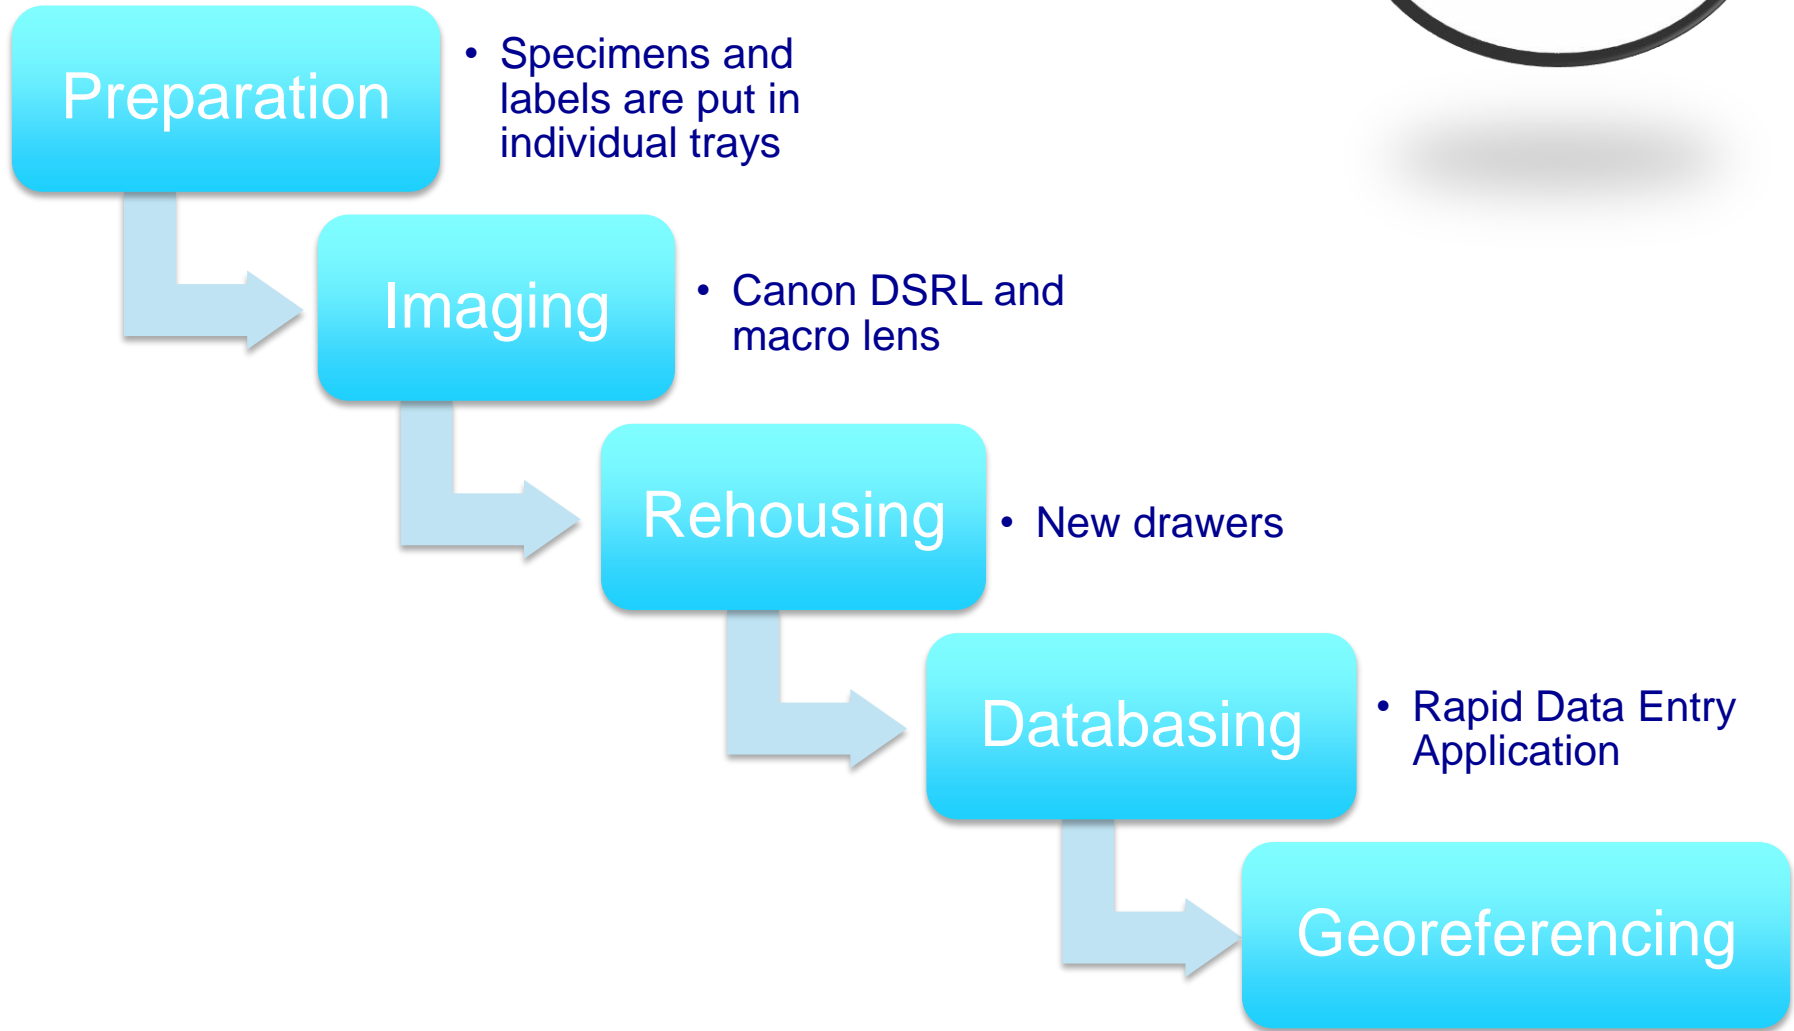 Preparation
• Specimens and
labels are put in
individual trays
Imaging
• Canon DSRL and
macro lens
Rehousing
• New drawers
Databasing
• Rapid Data Entry
Application
Georeferencing